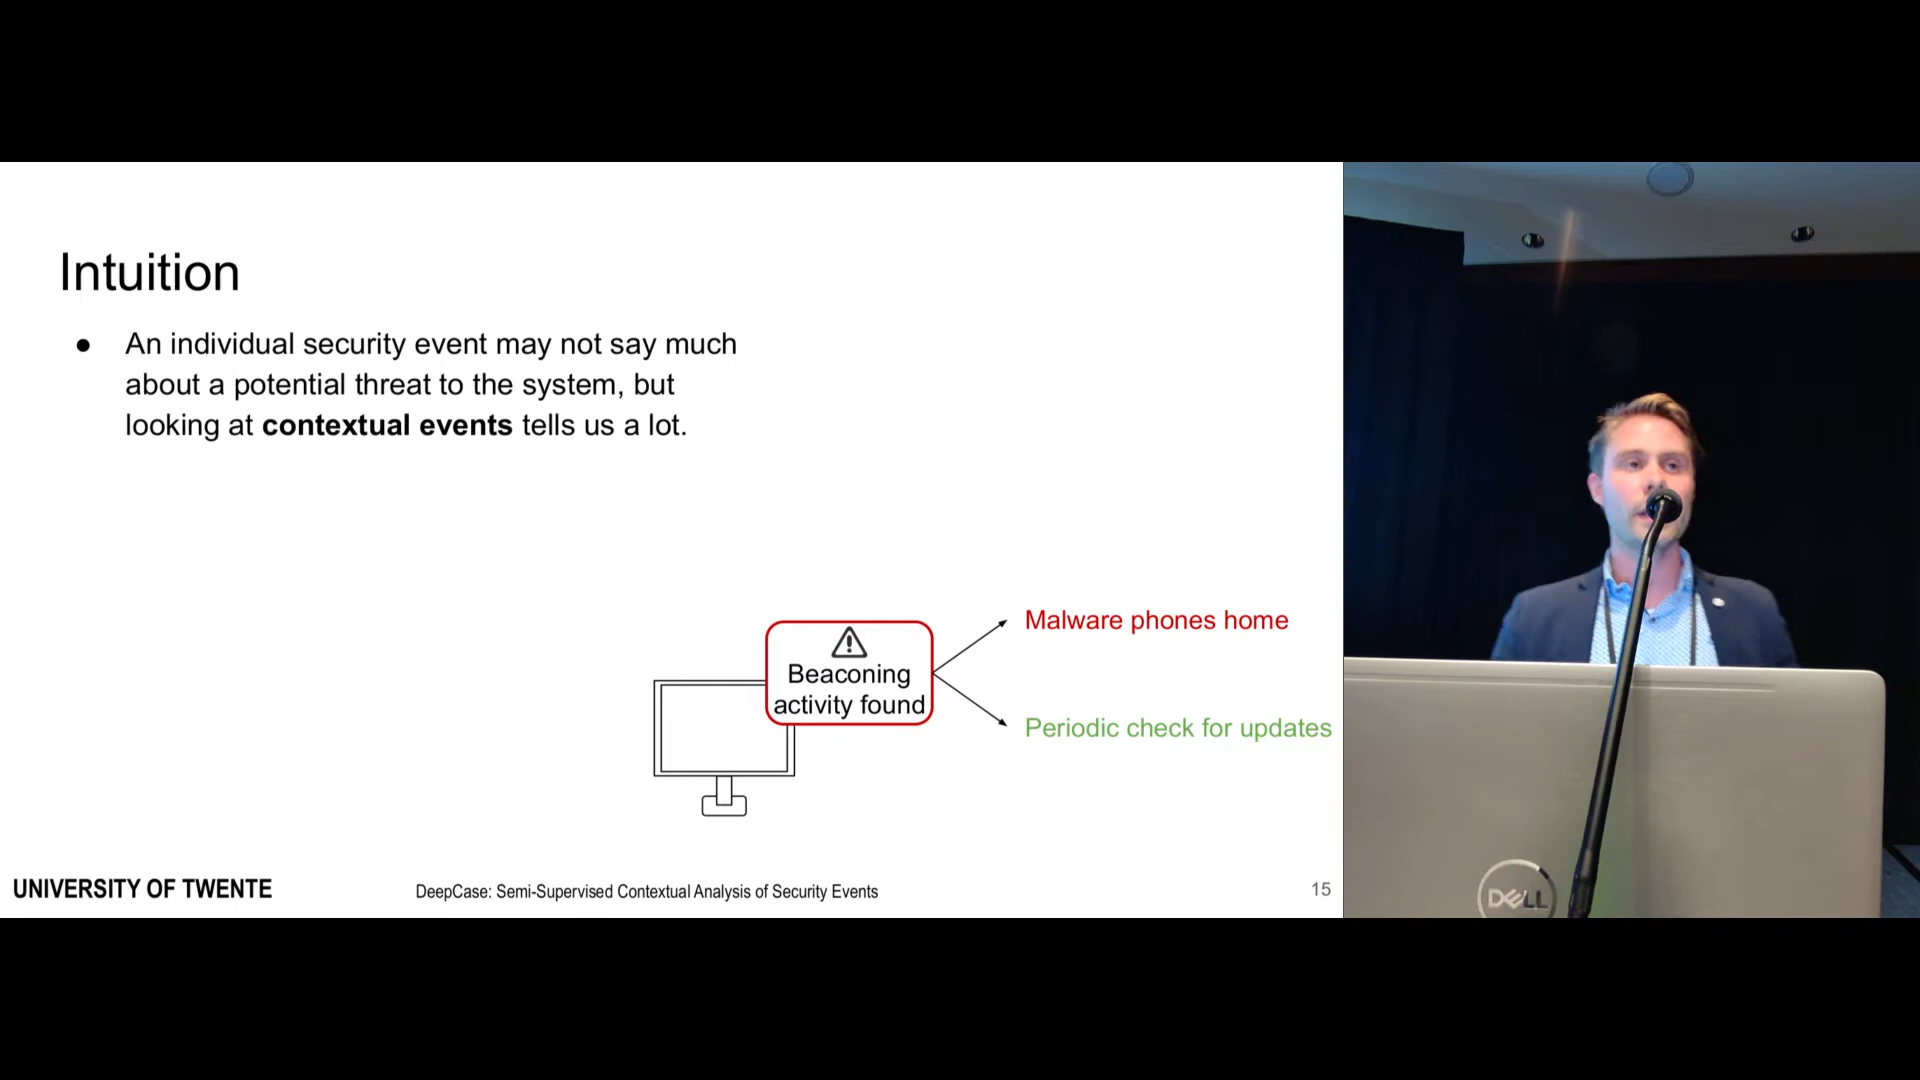 Intuition
● An individual security event may not say much
about a potential threat to the system, but
looking at contextual events tells us a lot.
Beaconing
activity found
Malware phones home
Periodic check for updates
UNIVERSITY OF TWENTE
DeepCase: Semi-Supervised Contextual Analysis of Security Events
15
DELL